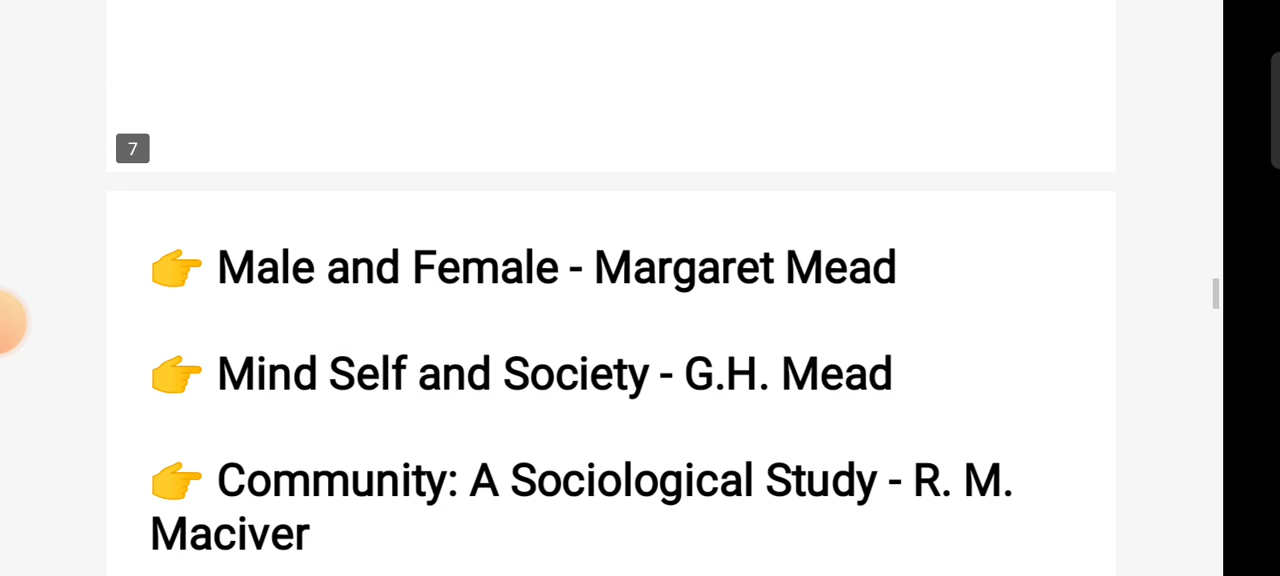 7
👉 Male and Female - Margaret Mead
👉 Mind Self and Society - G.H. Mead
👉 Community: A Sociological Study - R. M.
Maciver